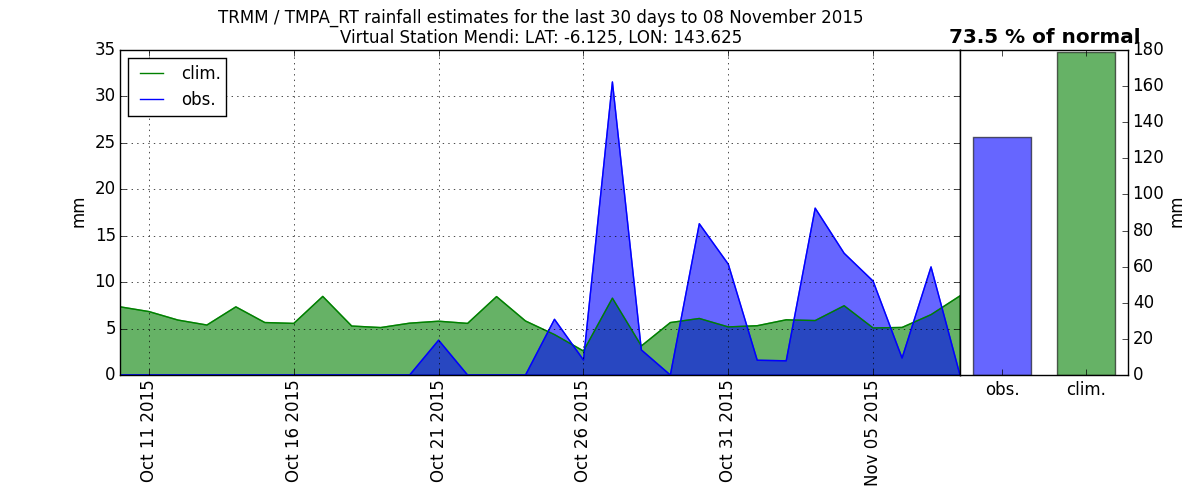 TRMM / TMPA_RT rainfall estimates for the last 30 days to 08 November 2015
Virtual Station Mendi: LAT: -6.125, LON: 143.625
73.5 % of normal
clim.
obs.
35
30
25
20
15
10
5
0
mm
Oct 11 2015
Oct 16 2015
Oct 21 2015
Oct 26 2015
Oct 31 2015
Nov 05 2015
180
160
140
120
100
80
60
40
20
0
mm
obs.
clim.